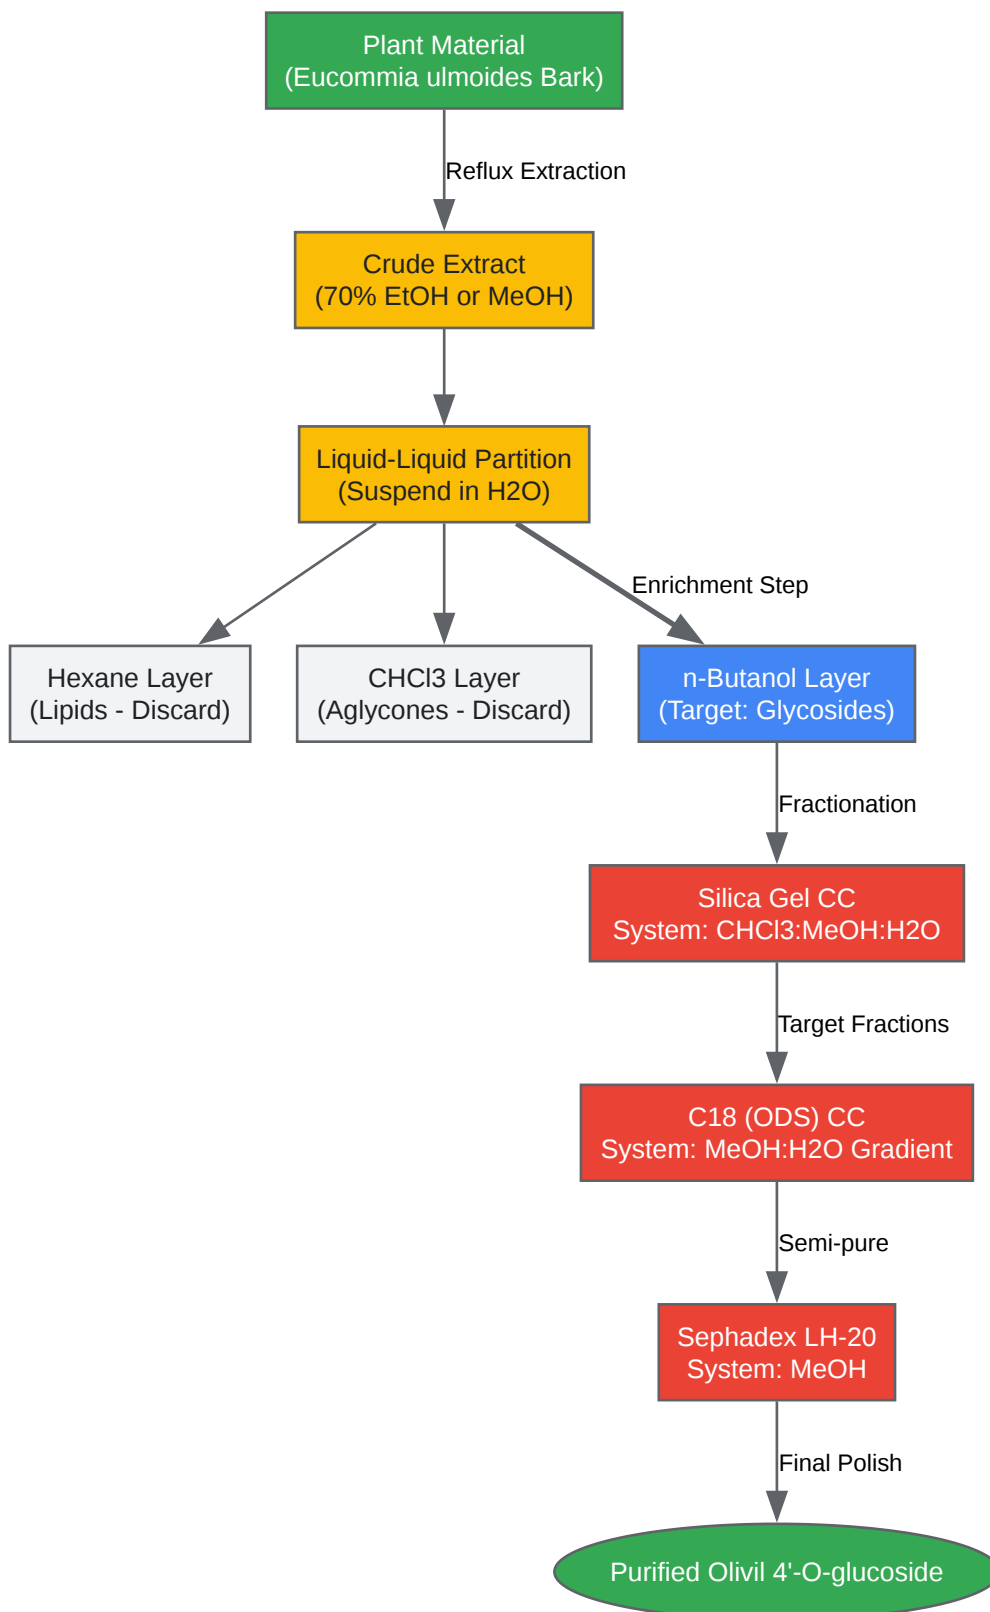 Plant Material
(Eucommia ulmoides Bark)
Reflux Extraction
Crude Extract
(70% EtOH or MeOH)
Liquid-Liquid Partition
(Suspend in H2O)
Enrichment Step
Hexane Layer
(Lipids - Discard)
CHCl3 Layer
(Aglycones - Discard)
n-Butanol Layer
(Target: Glycosides)
Fractionation
Silica Gel CC
System: CHCl3:MeOH:H2O
Target Fractions
C18 (ODS) CC
System: MeOH:H2O Gradient
Semi-pure
Sephadex LH-20
System: MeOH
Final Polish
Purified Olivil 4'-O-glucoside